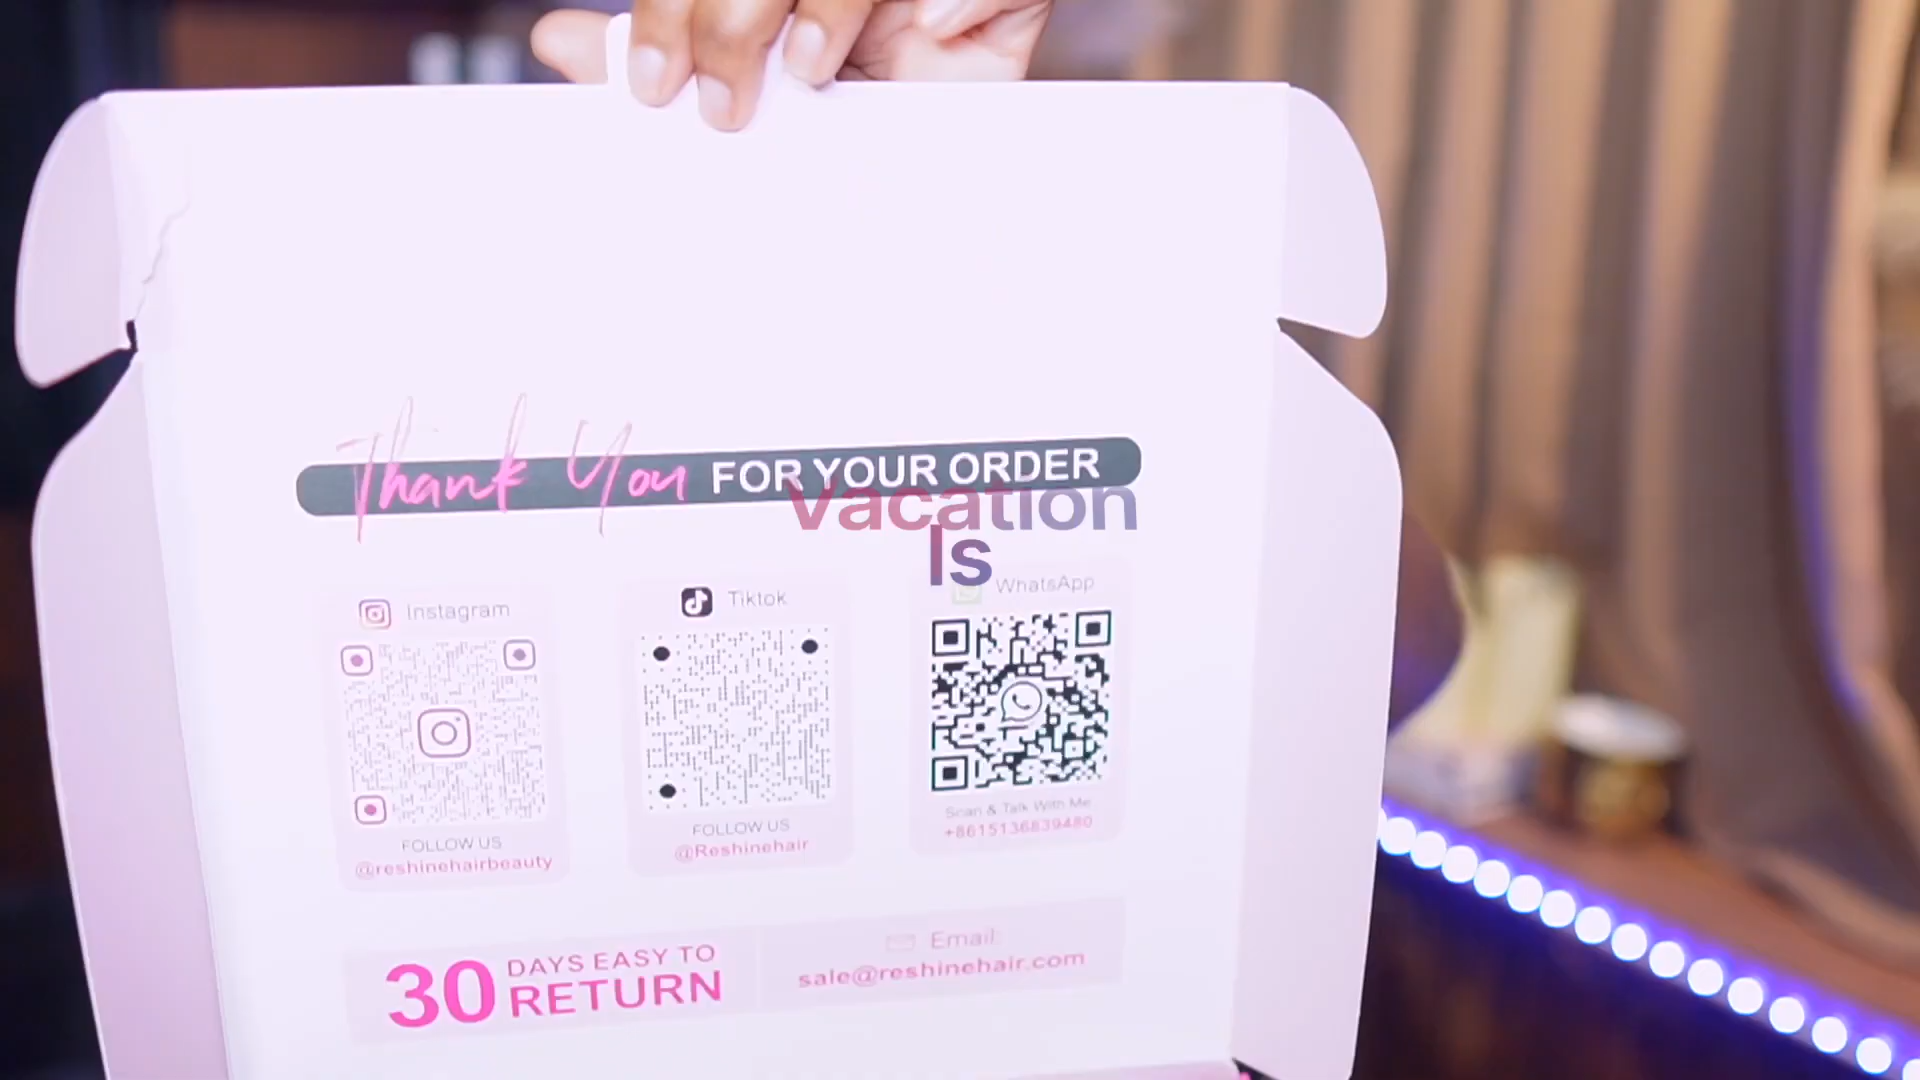 Thank You FOR YOUR ORDER
vacation
Is
Instagram
Tiktok
WhatsApp
FOLLOW US
@reshinehairbeauty
FOLLOW US
@Reshinehair
Scan & Talk With Me
+8615136839480
30 DAYS EASY TO
RETURN
Email:
sale@reshinehair.com